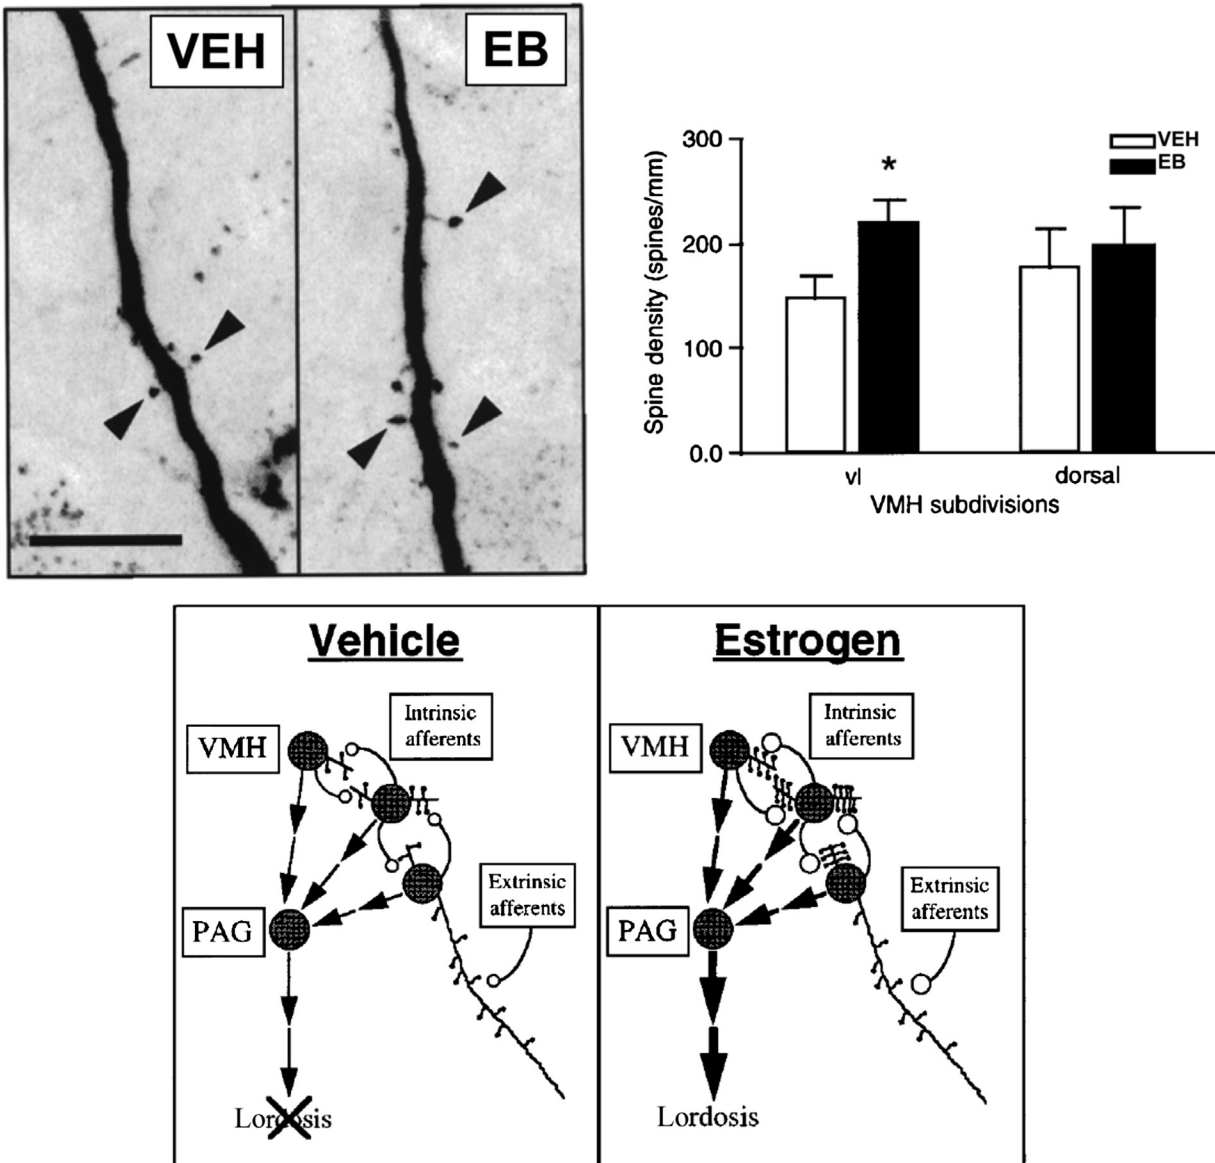 VEH
EB
300
200
100
0.0
Spine density (spines/mm)
*
VEH
EB
vl
dorsal
VMH subdivisions
Vehicle
VMH
Intrinsic
afferents
PAG
Extrinsic
afferents
Lordosis
Estrogen
VMH
Intrinsic
afferents
PAG
Extrinsic
afferents
Lordosis